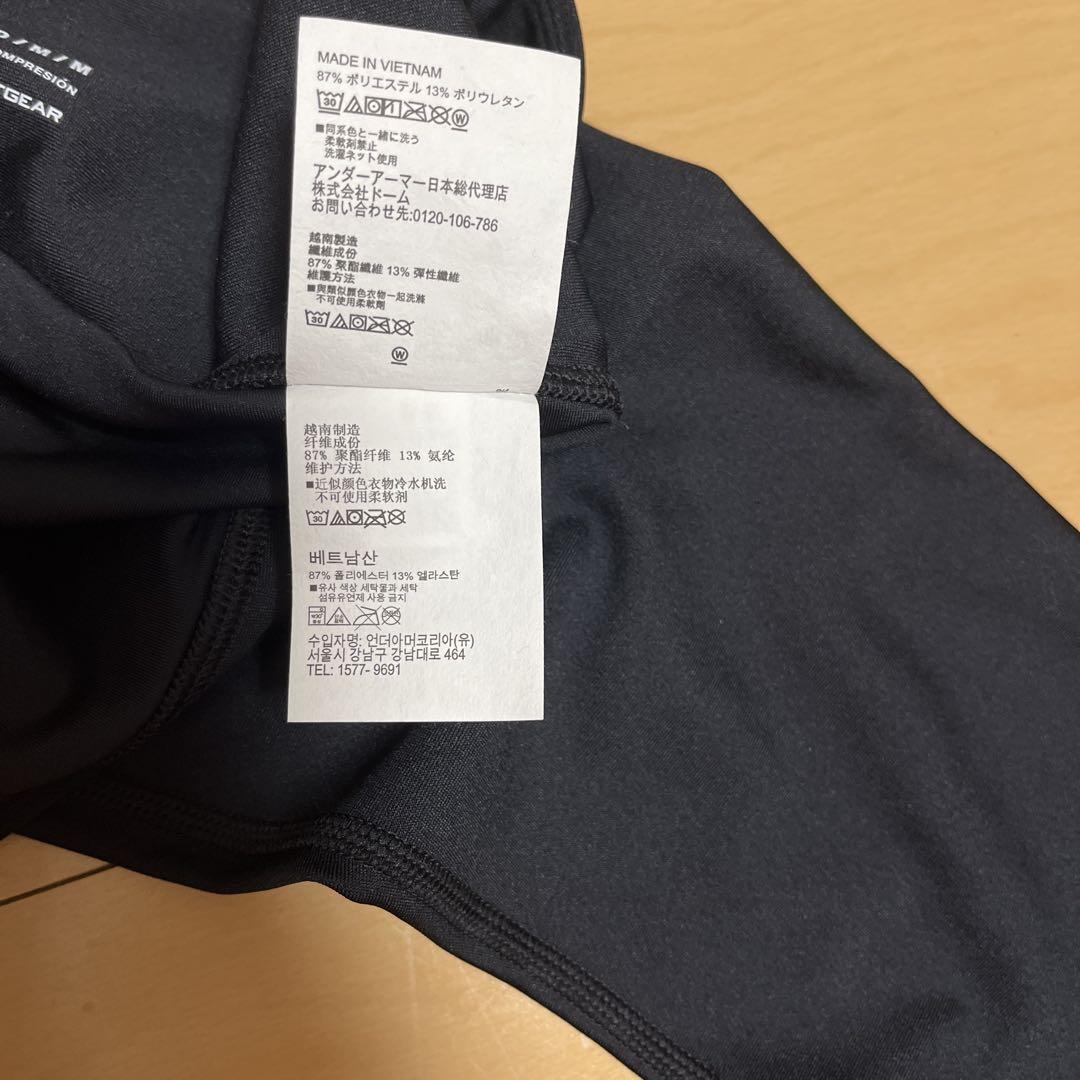 / M / M
OMPRESIÓN
TGEAR
MADE IN VIETNAM
87% ポリエステル 13% ポリウレタン
30
W
■同系色と一緒に洗う
柔軟剤禁止
洗濯ネット使用
アンダーアーマー日本総代理店
株式会社ドーム
お問い合わせ先:0120-106-786
越南製造
纖維成份
87% 聚酯纖維 13% 彈性纖維
維護方法
■與類似顏色衣物一起洗滌
不可使用柔軟劑
30
W
越南制造
纤维成份
87% 聚酯纤维 13% 氨纶
维护方法
■近似颜色衣物冷水机洗
不可使用柔软剂
30
베트남산
87% 폴리에스터 13% 엘라스탄
■유사 색상 세탁물과 세탁
섬유유연제 사용 금지
수입자명: 언더아머코리아(유)
서울시 강남구 강남대로 464
TEL: 1577- 9691